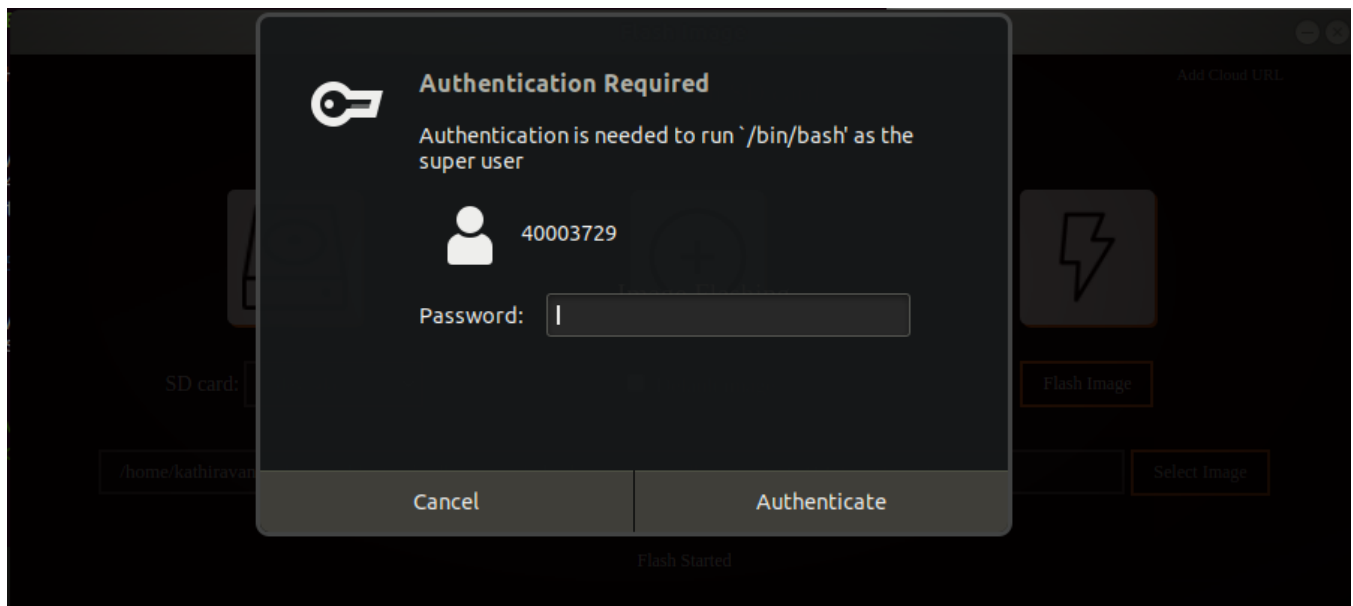 Add Cloud URL
Authentication Required
Authentication is needed to run `/bin/bash' as the
super user
40003729
Password:
SD card:
Flash Image
/home/kathiravan
Select Image
Cancel
Authenticate
Flash Started